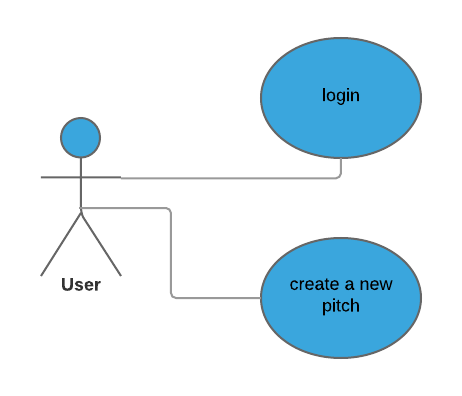 login
User
create a new
pitch